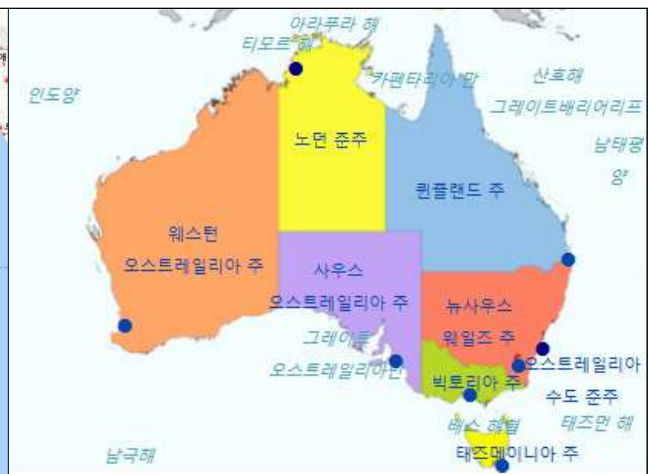 아라푸라 해
티모르 해
카펜타리아 만
산호해
인도양
그레이트배리어리프
노던 준주
남태평
양
퀸플랜드 주
웨스턴
오스트레일리아 주
사우스
오스트레일리아 주
뉴사우스
웨일즈 주
그레이트
오스트레일리아만
오스트레일리아
수도 준주
빅토리아 주
배스 해협
태즈먼 해
태즈메이니아 주
남극해